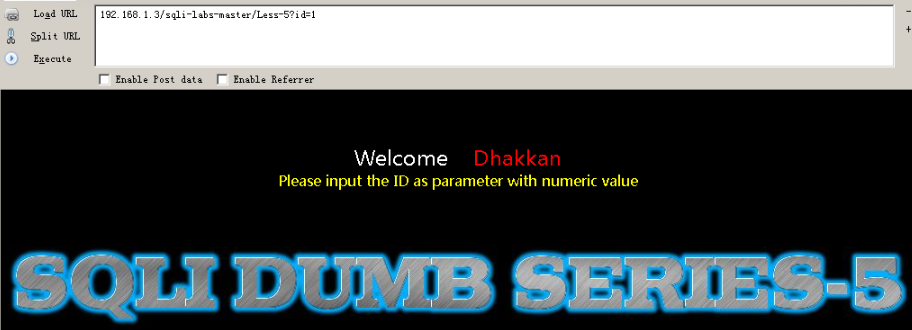 Load URL
192.168.1.3/sqli-labs-master/Less-5?id=1
-
Split URL
+
Execute
Enable Post data Enable Referrer
Welcome Dhakkan
Please input the ID as parameter with numeric value
SQLI DUMB SERIES-5